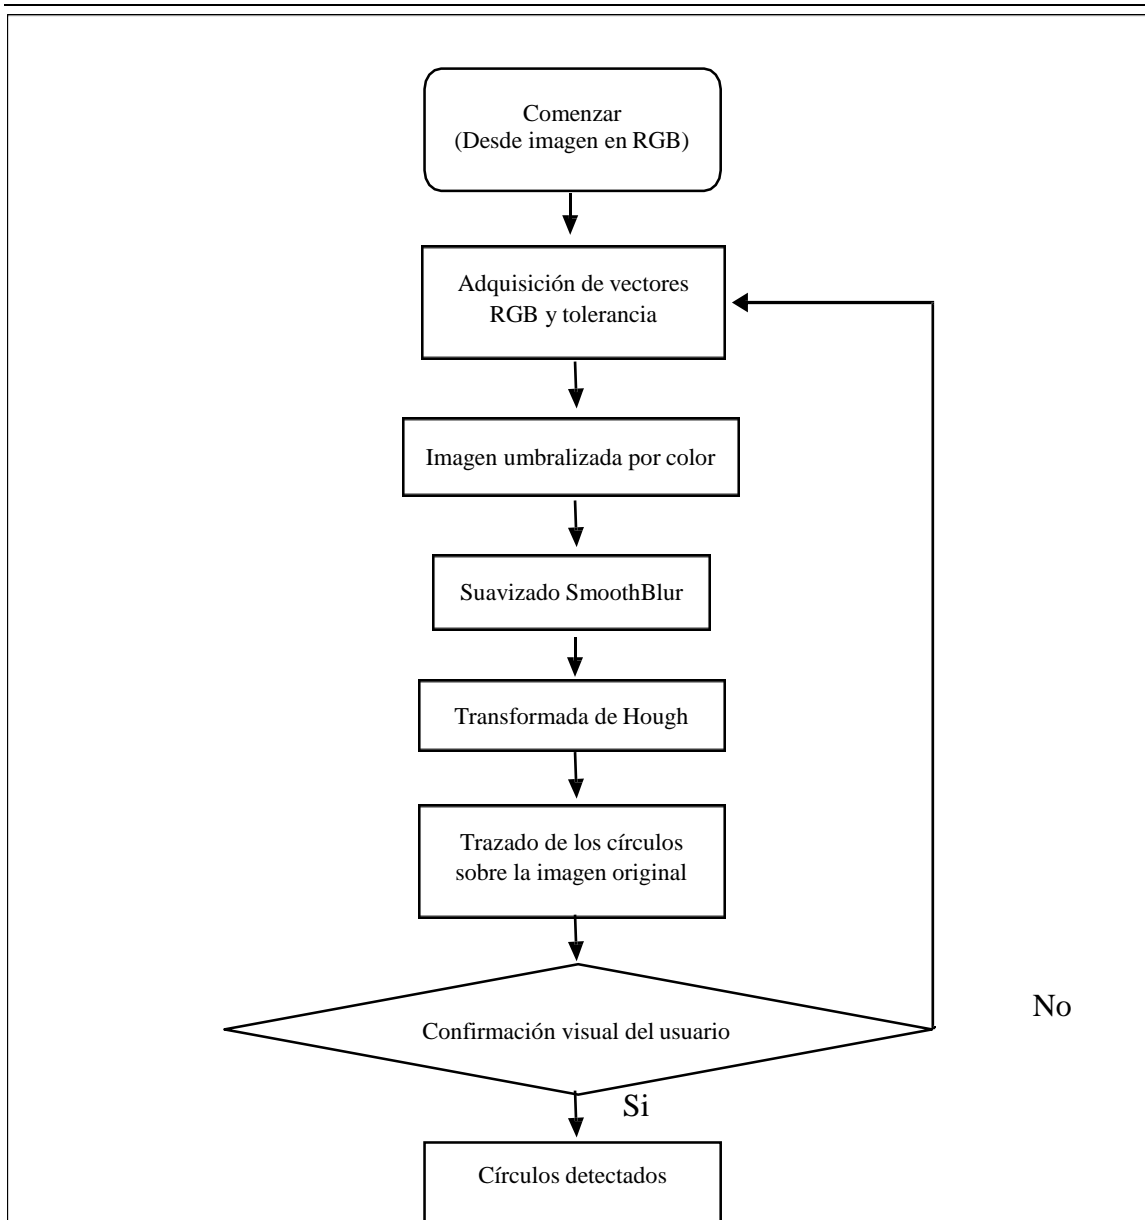 Comenzar
(Desde imagen en RGB)
Adquisición de vectores
RGB y tolerancia
Imagen umbralizada por color
Suavizado SmoothBlur
Transformada de Hough
Trazado de los círculos
sobre la imagen original
Confirmación visual del usuario
No
Si
Círculos detectados